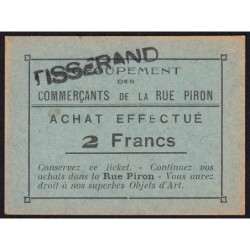 TISSERAND
GROUPEMENT
DES
COMMERÇANTS DE LA RUE PIRON
ACHAT EFFECTUÉ
2 Francs
Conservez ce ticket. - Continuez vos
achats dans la Rue Piron - Vous aurez
droit à nos superbes Objets d'Art.